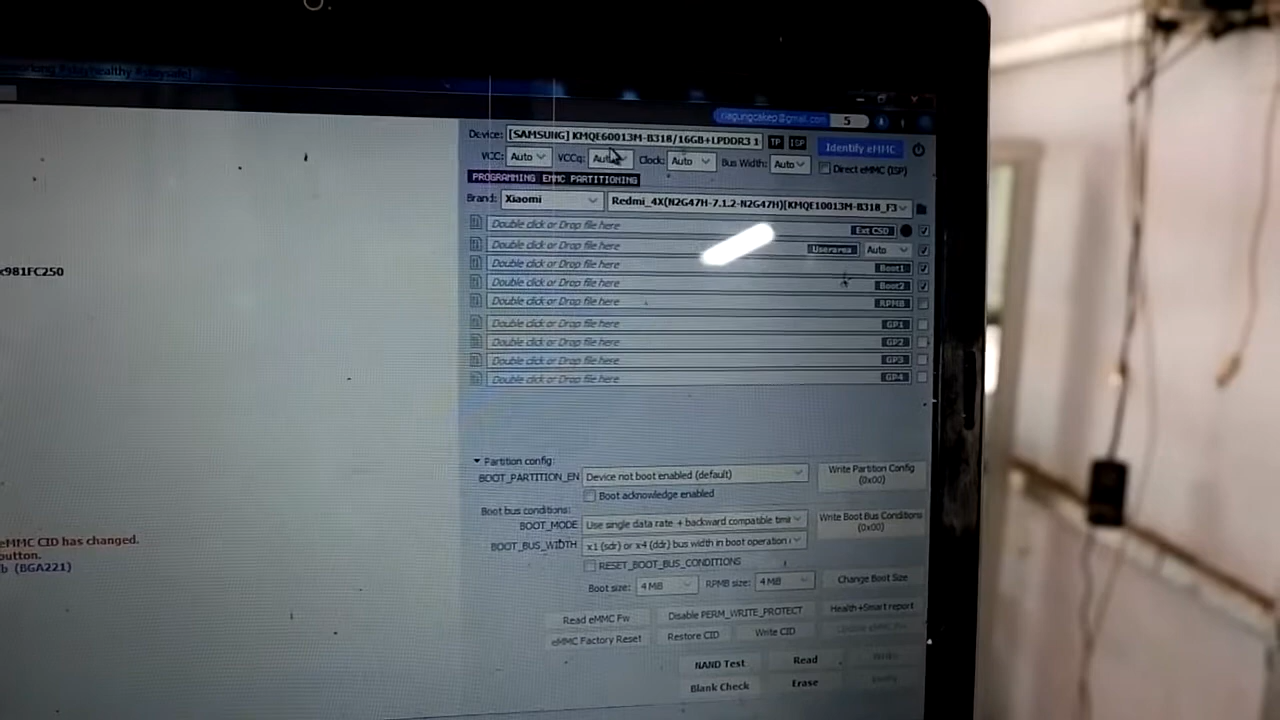 #stayhealthy #staysafe]
riagungcakep@gmail.com 5
Device: [SAMSUNG] KMQE60013M-B318/16GB+LPDDR3 1 TP ISP Identify eMMC
VCC: Auto VCCq: Auto Clock: Auto Bus Width: Auto Direct eMMC (ISP)
PROGRAMMING EMMC PARTITIONING
Brand: Xiaomi Redmi_4X(N2G47H-7.1.2-N2G47H)[KMQE10013M-B318_F3
Double click or Drop file here Ext CSD
Double click or Drop file here Userarea Auto
Double click or Drop file here Boot1
Double click or Drop file here Boot2
Double click or Drop file here RPMB
Double click or Drop file here GP1
Double click or Drop file here GP2
Double click or Drop file here GP3
Double click or Drop file here GP4
x981FC250
Partition config:
BOOT_PARTITION_EN Device not boot enabled (default) Write Partition Config (0x00)
Boot acknowledge enabled
Boot bus conditions:
BOOT_MODE Use single data rate + backward compatible timi Write Boot Bus Conditions (0x00)
BOOT_BUS_WIDTH x1 (sdr) or x4 (ddr) bus width in boot operation
RESET_BOOT_BUS_CONDITIONS
Boot size: 4 MB RPMB size: 4 MB Change Boot Size
eMMC CID has changed.
button.
b (BGA221)
Read eMMC Fw Disable PERM_WRITE_PROTECT Health+Smart report
eMMC Factory Reset Restore CID Write CID
NAND Test Read
Blank Check Erase